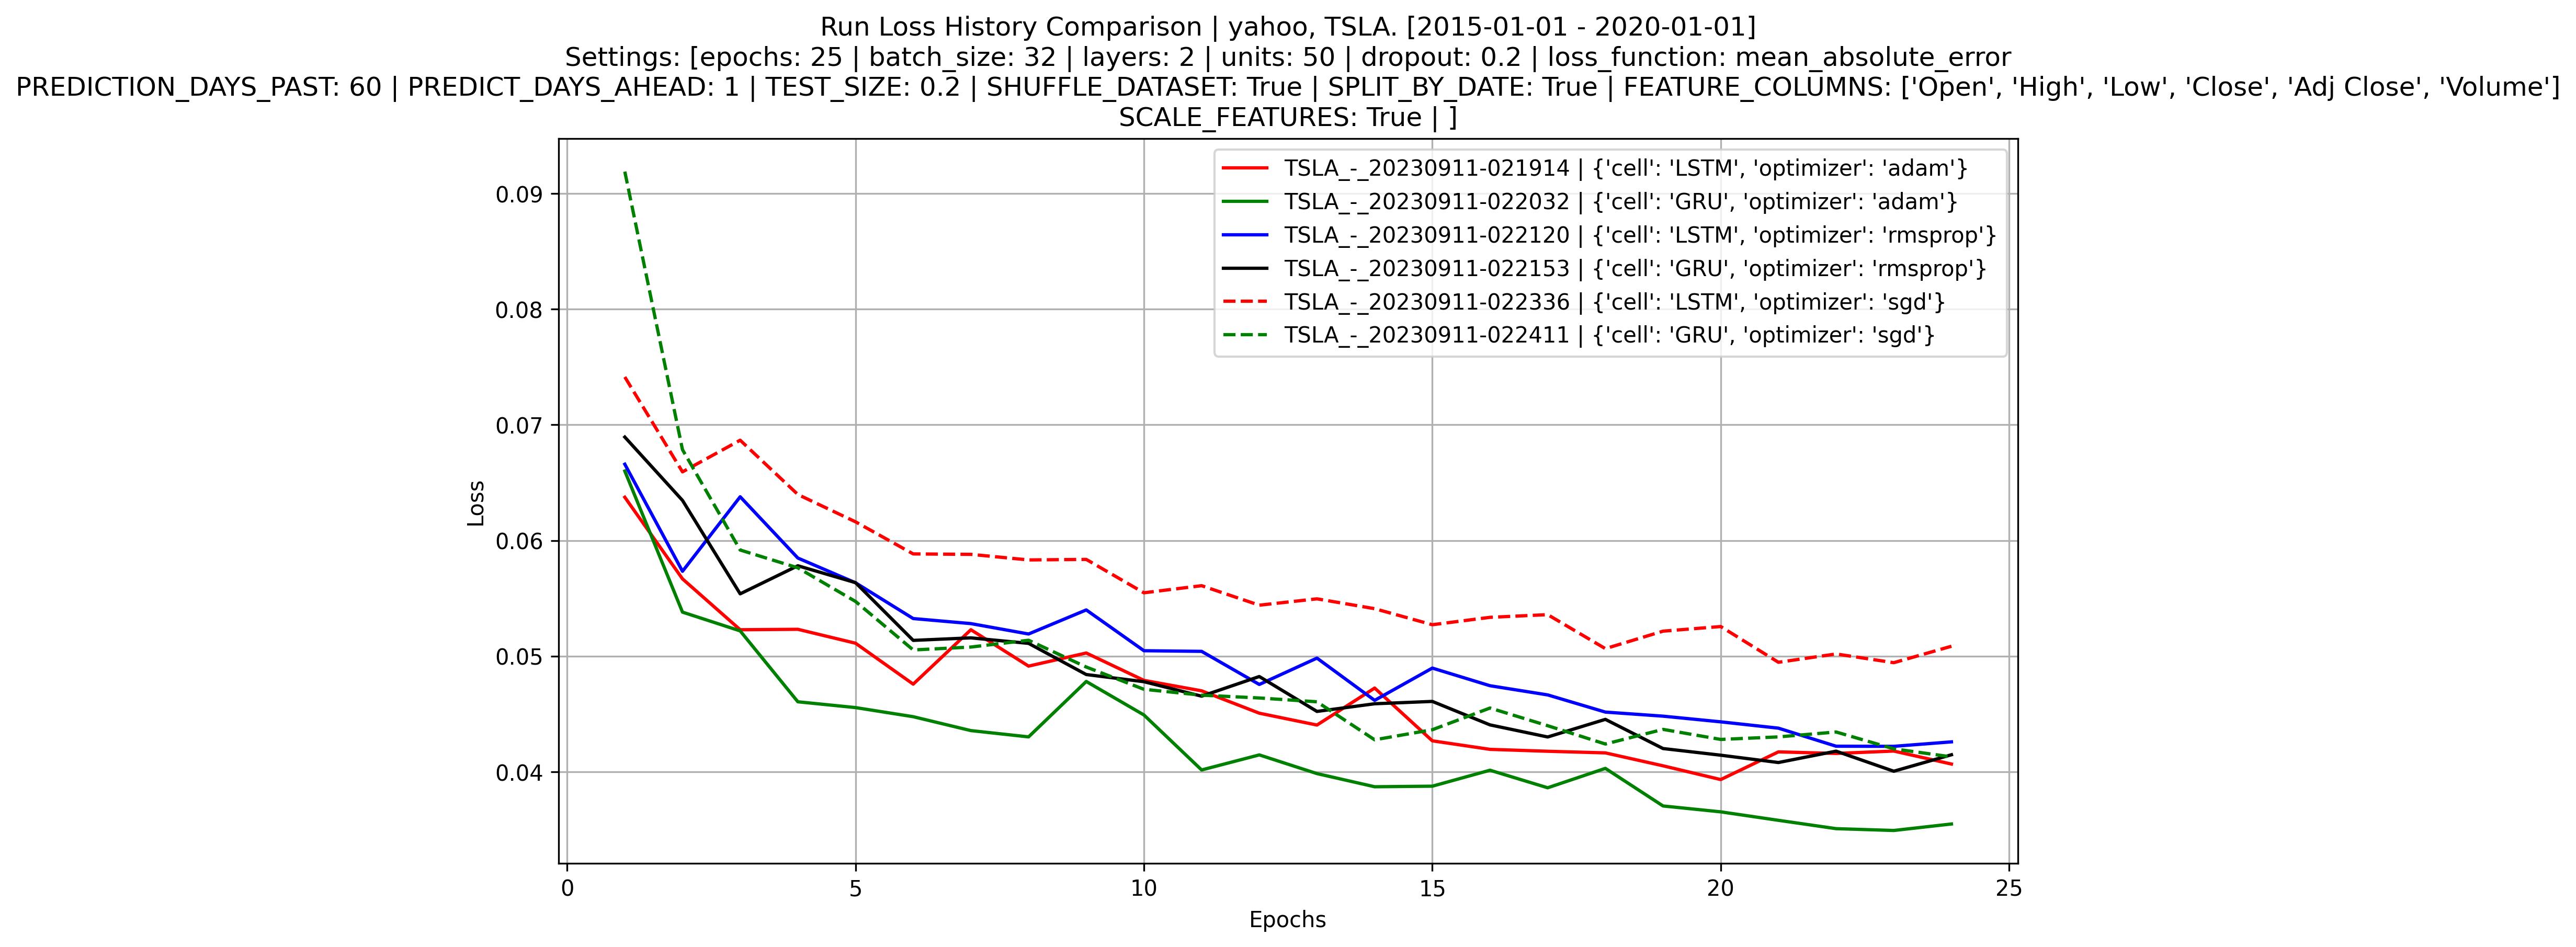 Run Loss History Comparison | yahoo, TSLA. [2015-01-01 - 2020-01-01]
Settings: [epochs: 25 | batch_size: 32 | layers: 2 | units: 50 | dropout: 0.2 | loss_function: mean_absolute_error
PREDICTION_DAYS_PAST: 60 | PREDICT_DAYS_AHEAD: 1 | TEST_SIZE: 0.2 | SHUFFLE_DATASET: True | SPLIT_BY_DATE: True | FEATURE_COLUMNS: ['Open', 'High', 'Low', 'Close', 'Adj Close', 'Volume']
SCALE_FEATURES: True | ]
TSLA_-_20230911-021914 | {'cell': 'LSTM', 'optimizer': 'adam'}
TSLA_-_20230911-022032 | {'cell': 'GRU', 'optimizer': 'adam'}
TSLA_-_20230911-022120 | {'cell': 'LSTM', 'optimizer': 'rmsprop'}
TSLA_-_20230911-022153 | {'cell': 'GRU', 'optimizer': 'rmsprop'}
TSLA_-_20230911-022336 | {'cell': 'LSTM', 'optimizer': 'sgd'}
TSLA_-_20230911-022411 | {'cell': 'GRU', 'optimizer': 'sgd'}
0.09
0.08
0.07
0.06
0.05
0.04
Loss
0 5 10 15 20 25
Epochs